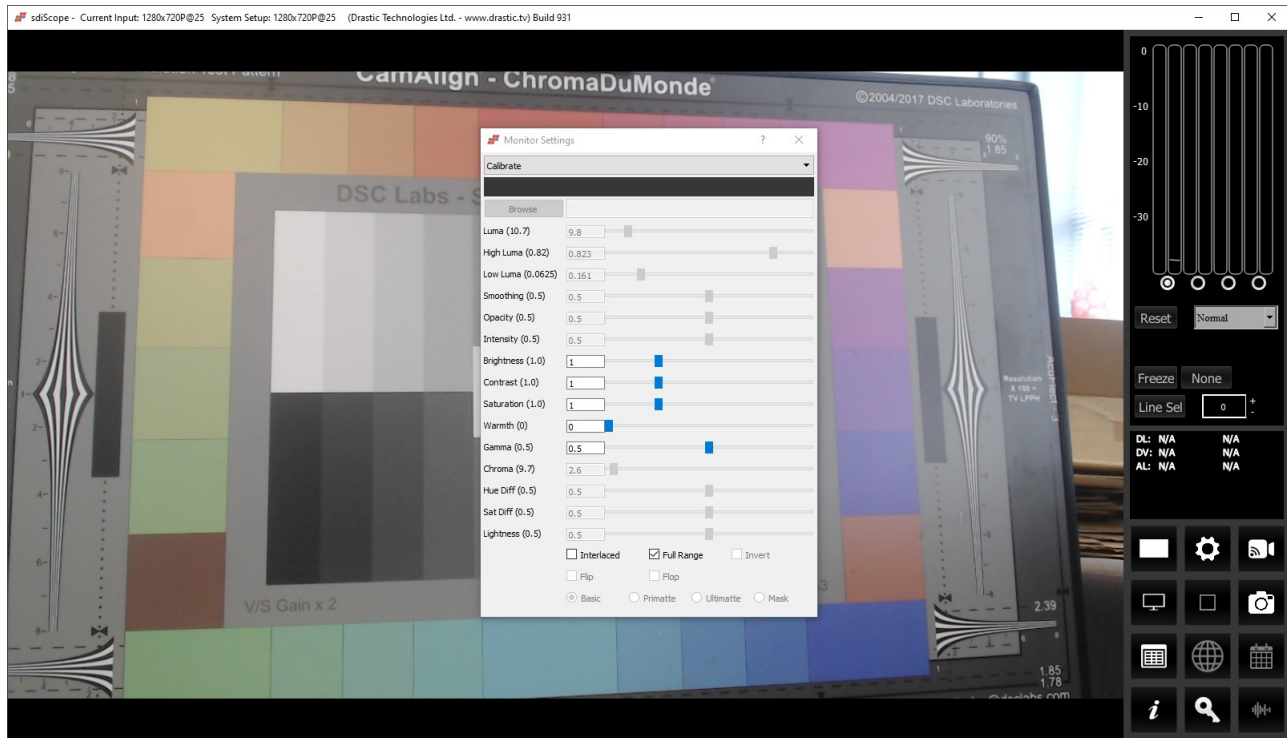 sdiScope - Current Input: 1280x720P@25 System Setup: 1280x720P@25 (Drastic Technologies Ltd. - www.drastic.tv) Build 931
CamAlign - ChromaDuMonde
©2004/2017 DSC Laboratories
90%
1.85
DSC Labs - S
V/S Gain x 2
Resolution
X 100 =
TV LPPH
2.39
1.85
1.78
Monitor Settings
Calibrate
Browse
Luma (10.7) 9.8
High Luma (0.82) 0.823
Low Luma (0.0625) 0.161
Smoothing (0.5) 0.5
Opacity (0.5) 0.5
Intensity (0.5) 0.5
Brightness (1.0) 1
Contrast (1.0) 1
Saturation (1.0) 1
Warmth (0) 0
Gamma (0.5) 0.5
Chroma (9.7) 2.6
Hue Diff (0.5) 0.5
Sat Diff (0.5) 0.5
Lightness (0.5) 0.5
Interlaced Full Range Invert
Flip Flop
Basic Primatte Ultimatte Mask
0
-10
-20
-30
Reset Normal
Freeze None
Line Sel 0 + -
DL: N/A N/A
DV: N/A N/A
AL: N/A N/A